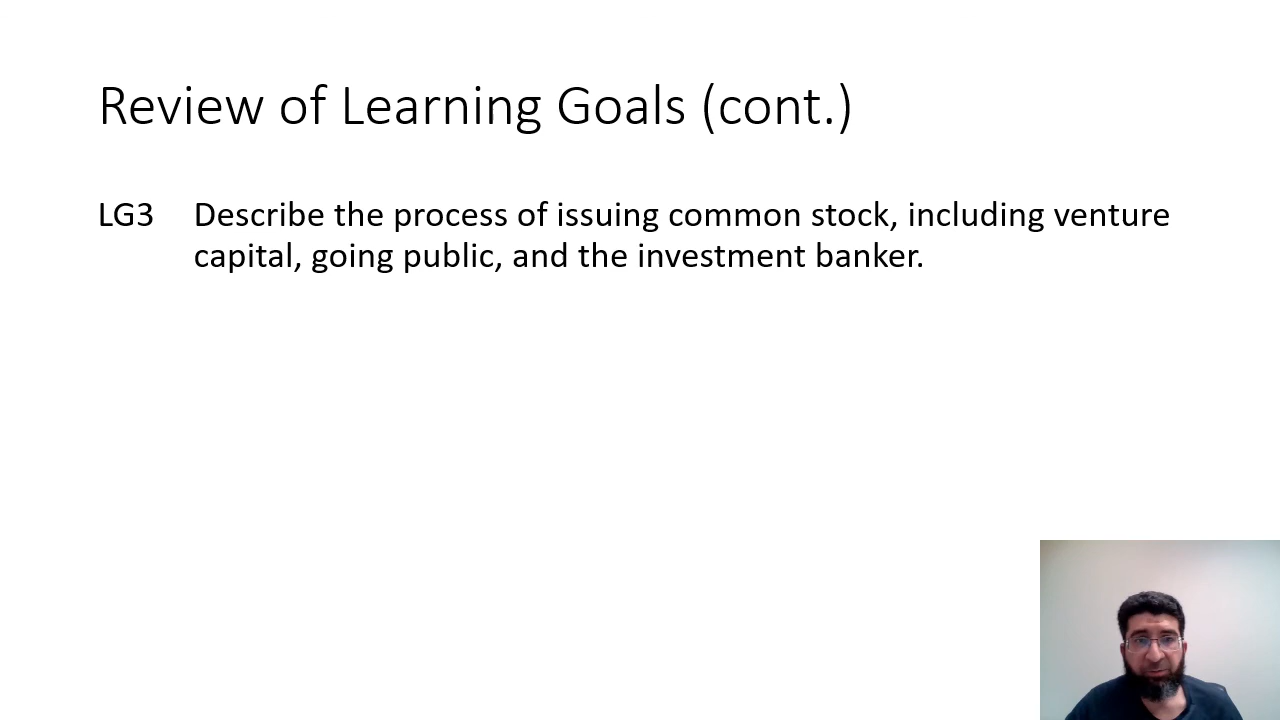 Review of Learning Goals (cont.)
LG3 Describe the process of issuing common stock, including venture
capital, going public, and the investment banker.